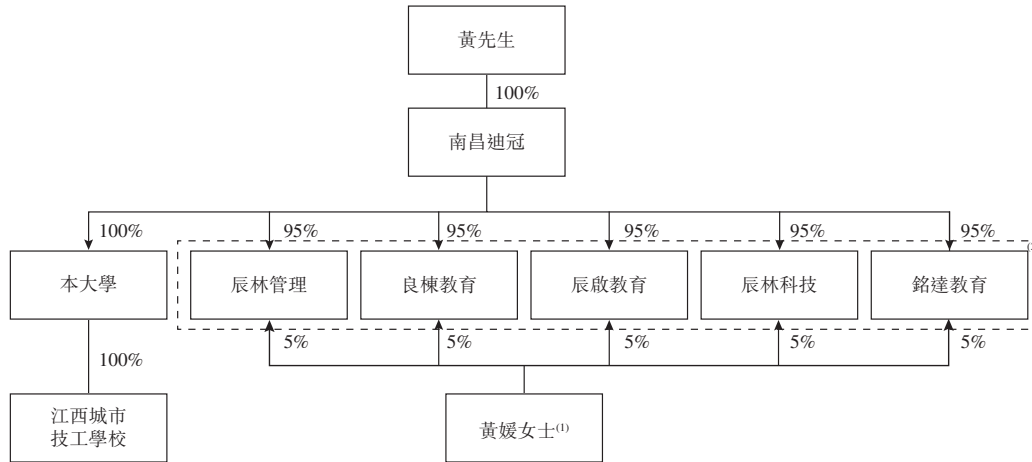 黃先生
100%
南昌迪冠
100% 95% 95% 95% 95% 95%
本大學 辰林管理 良棟教育 辰啟教育 辰林科技 銘達教育
5% 5% 5% 5% 5%
100%
江西城市
技工學校
黃媛女士(1)